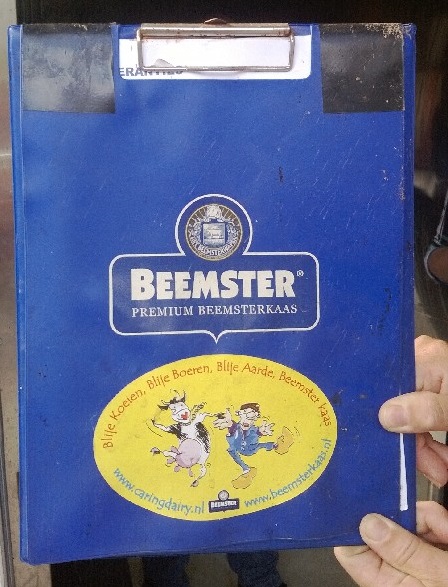 BEEMSTER®
PREMIUM BEEMSTERKAAS
Blije Koeien, Blije Boeren, Blije Aarde, Beemster kaas
BEEMSTER
www.caringdairy.nl www.beemsterkaas.nl